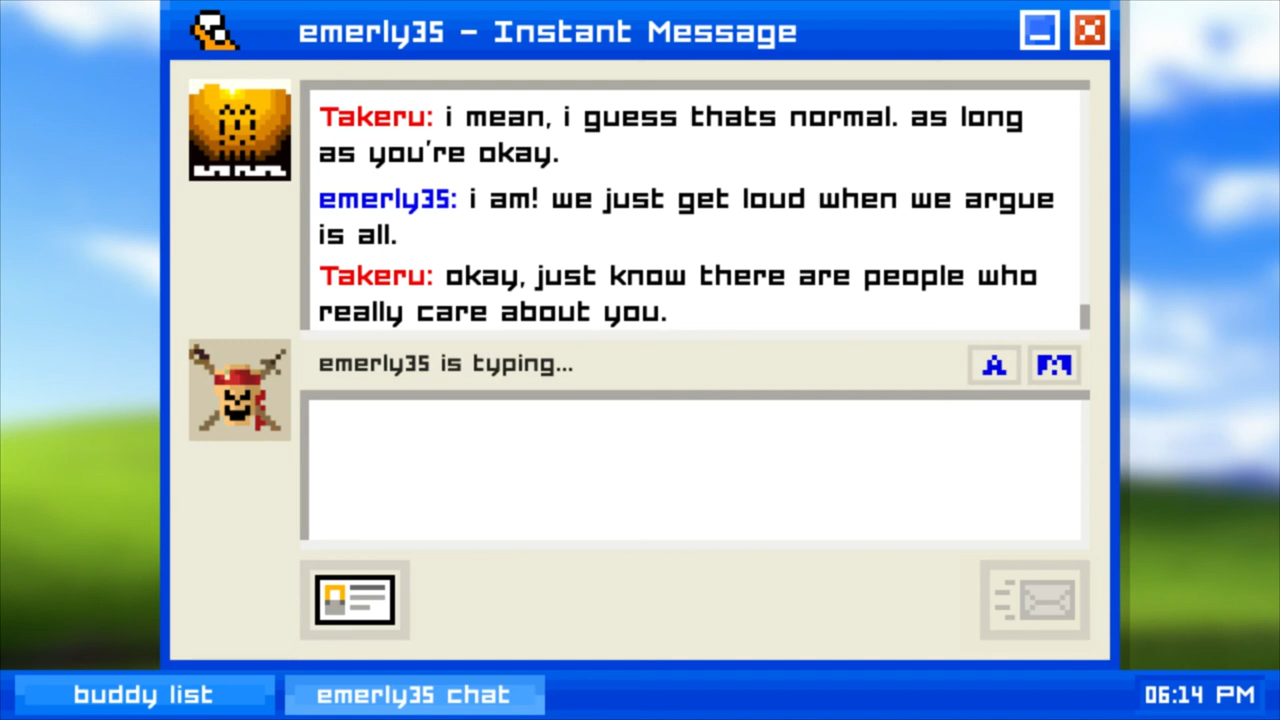 emerly35 - Instant Message
Takeru: i mean, i guess thats normal. as long
as you're okay.
emerly35: i am! we just get loud when we argue
is all.
Takeru: okay, just know there are people who
really care about you.
emerly35 is typing...
A
buddy list
emerly35 chat
06:14 PM